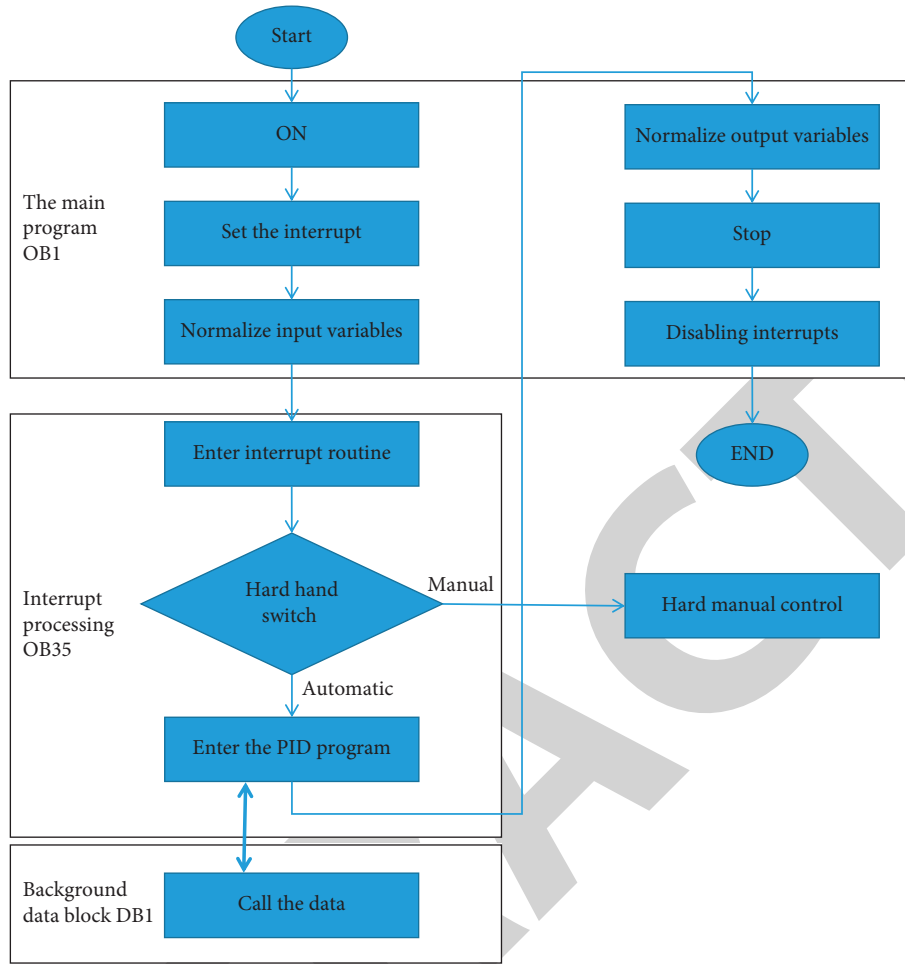 Start
ON
Normalize output variables
The main
program
OB1
Set the interrupt
Stop
Normalize input variables
Disabling interrupts
Enter interrupt routine
END
Interrupt
processing
OB35
Hard hand
switch
Manual
Hard manual control
Automatic
Enter the PID program
Background
data block DB1
Call the data